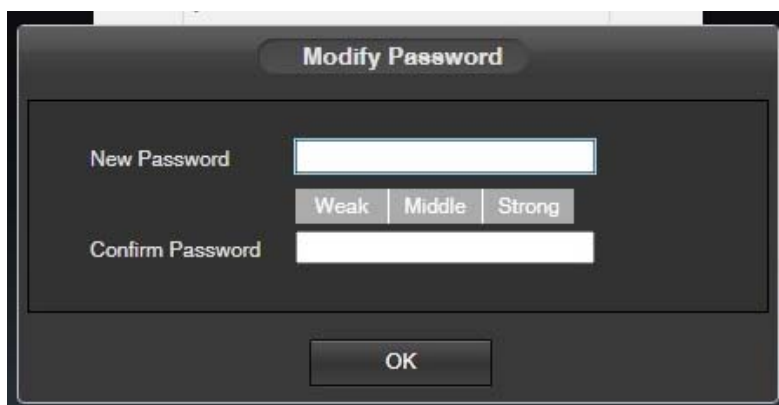 Modify Password
New Password
Weak Middle Strong
Confirm Password
OK